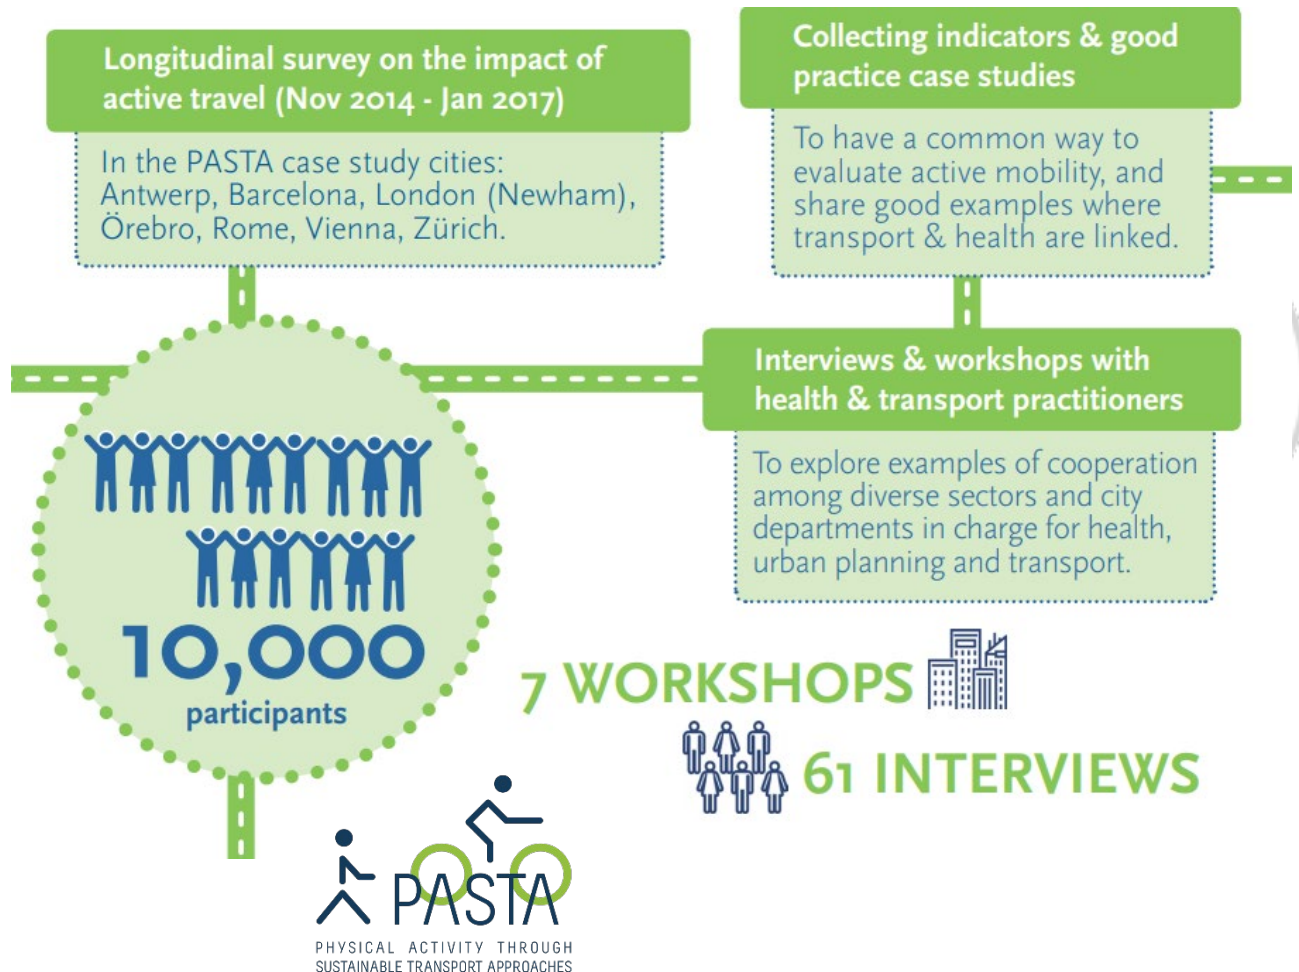 Longitudinal survey on the impact of
active travel (Nov 2014 - Jan 2017)
In the PASTA case study cities:
Antwerp, Barcelona, London (Newham),
Örebro, Rome, Vienna, Zürich.
Collecting indicators & good
practice case studies
To have a common way to
evaluate active mobility, and
share good examples where
transport & health are linked.
Interviews & workshops with
health & transport practitioners
To explore examples of cooperation
among diverse sectors and city
departments in charge for health,
urban planning and transport.
10,000
participants
7 WORKSHOPS
61 INTERVIEWS
PASTA
PHYSICAL ACTIVITY THROUGH
SUSTAINABLE TRANSPORT APPROACHES